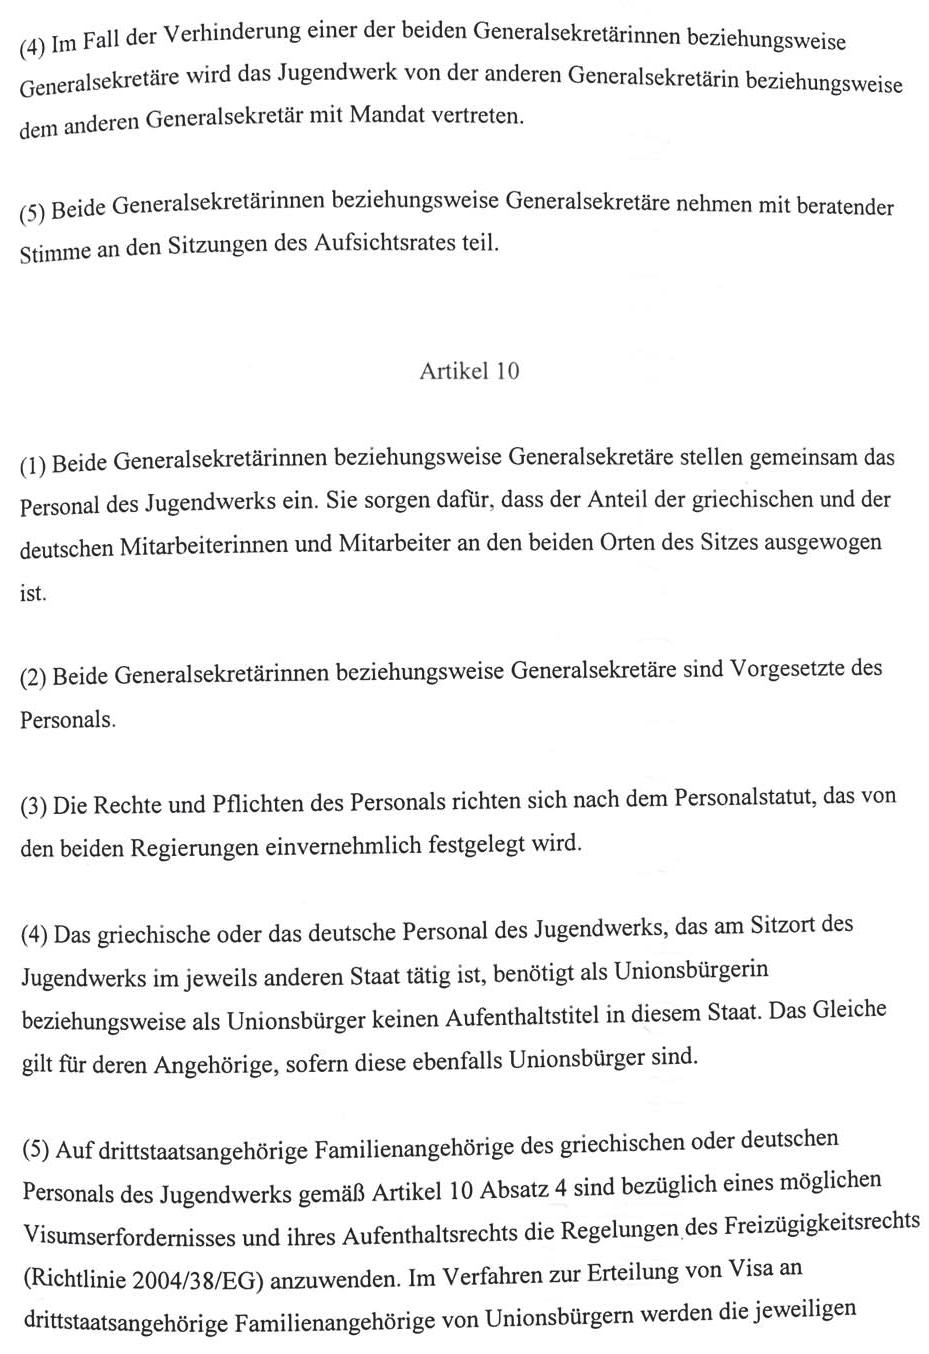 (4) Im Fall der Verhinderung einer der beiden Generalsekretärinnen beziehungsweise
Generalsekretäre wird das Jugendwerk von der anderen Generalsekretärin beziehungsweise
dem anderen Generalsekretär mit Mandat vertreten.
(5) Beide Generalsekretärinnen beziehungsweise Generalsekretäre nehmen mit beratender
Stimme an den Sitzungen des Aufsichtsrates teil.
Artikel 10
(1) Beide Generalsekretärinnen beziehungsweise Generalsekretäre stellen gemeinsam das
Personal des Jugendwerks ein. Sie sorgen dafür, dass der Anteil der griechischen und der
deutschen Mitarbeiterinnen und Mitarbeiter an den beiden Orten des Sitzes ausgewogen
ist.
(2) Beide Generalsekretärinnen beziehungsweise Generalsekretäre sind Vorgesetzte des
Personals.
(3) Die Rechte und Pflichten des Personals richten sich nach dem Personalstatut, das von
den beiden Regierungen einvernehmlich festgelegt wird.
(4) Das griechische oder das deutsche Personal des Jugendwerks, das am Sitzort des
Jugendwerks im jeweils anderen Staat tätig ist, benötigt als Unionsbürgerin
beziehungsweise als Unionsbürger keinen Aufenthaltstitel in diesem Staat. Das Gleiche
gilt für deren Angehörige, sofern diese ebenfalls Unionsbürger sind.
(5) Auf drittstaatsangehörige Familienangehörige des griechischen oder deutschen
Personals des Jugendwerks gemäß Artikel 10 Absatz 4 sind bezüglich eines möglichen
Visumserfordernisses und ihres Aufenthaltsrechts die Regelungen des Freizügigkeitsrechts
(Richtlinie 2004/38/EG) anzuwenden. Im Verfahren zur Erteilung von Visa an
drittstaatsangehörige Familienangehörige von Unionsbürgern werden die jeweiligen